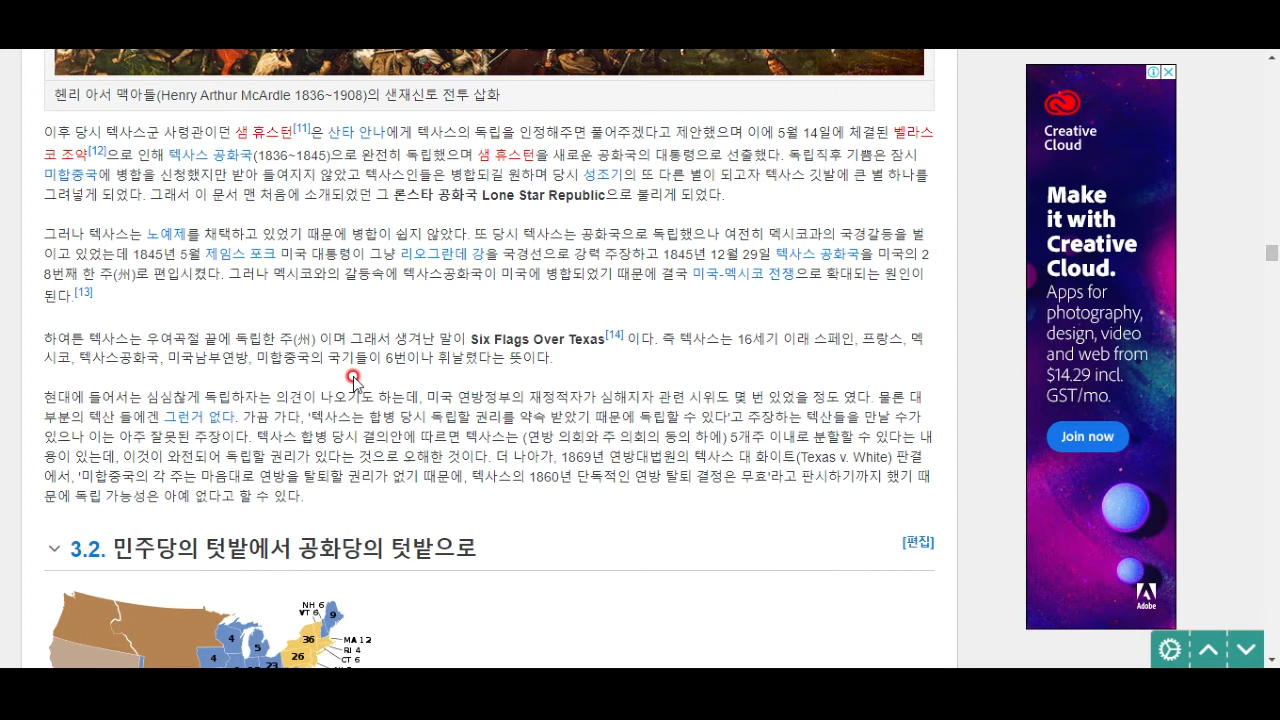 헨리 아서 맥아들(Henry Arthur McArdle 1836~1908)의 샌재신토 전투 삽화
이후 당시 텍사스군 사령관이던 샘 휴스턴[11]은 산타 안나에게 텍사스의 독립을 인정해주면 풀어주겠다고 제안했으며 이에 5월 14일에 체결된 벨라스
코 조약[12]으로 인해 텍사스 공화국(1836~1845)으로 완전히 독립했으며 샘 휴스턴을 새로운 공화국의 대통령으로 선출했다. 독립직후 기쁨은 잠시
미합중국에 병합을 신청했지만 받아 들여지지 않았고 텍사스인들은 병합되길 원하며 당시 성조기의 또 다른 별이 되고자 텍사스 깃발에 큰 별 하나를
그려넣게 되었다. 그래서 이 문서 맨 처음에 소개되었던 그 론스타 공화국 Lone Star Republic으로 불리게 되었다.
그러나 텍사스는 노예제를 채택하고 있었기 때문에 병합이 쉽지 않았다. 또 당시 텍사스는 공화국으로 독립했으나 여전히 멕시코과의 국경갈등을 벌
이고 있었는데 1845년 5월 제임스 포크 미국 대통령이 그냥 리오그란데 강을 국경선으로 강력 주장하고 1845년 12월 29일 텍사스 공화국을 미국의 2
8번째 한 주(州)로 편입시켰다. 그러나 멕시코와의 갈등속에 텍사스공화국이 미국에 병합되었기 때문에 결국 미국-멕시코 전쟁으로 확대되는 원인이
된다.[13]
하여튼 텍사스는 우여곡절 끝에 독립한 주(州) 이며 그래서 생겨난 말이 Six Flags Over Texas[14] 이다. 즉 텍사스는 16세기 이래 스페인, 프랑스, 멕
시코, 텍사스공화국, 미국남부연방, 미합중국의 국기들이 6번이나 휘날렸다는 뜻이다.
현대에 들어서는 심심찮게 독립하자는 의견이 나오기도 하는데, 미국 연방정부의 재정적자가 심해지자 관련 시위도 몇 번 있었을 정도 였다. 물론 대
부분의 텍산 들에겐 그런거 없다. 가끔 가다, '텍사스는 합병 당시 독립할 권리를 약속 받았기 때문에 독립할 수 있다'고 주장하는 텍산들을 만날 수가
있으나 이는 아주 잘못된 주장이다. 텍사스 합병 당시 결의안에 따르면 텍사스는 (연방 의회와 주 의회의 동의 하에) 5개주 이내로 분할할 수 있다는 내
용이 있는데, 이것이 와전되어 독립할 권리가 있다는 것으로 오해한 것이다. 더 나아가, 1869년 연방대법원의 텍사스 대 화이트(Texas v. White) 판결
에서, '미합중국의 각 주는 마음대로 연방을 탈퇴할 권리가 없기 때문에, 텍사스의 1860년 단독적인 연방 탈퇴 결정은 무효'라고 판시하기까지 했기 때
문에 독립 가능성은 아예 없다고 할 수 있다.
3.2. 민주당의 텃밭에서 공화당의 텃밭으로
[편집]
NH 6
VT 6
9
4
5
36
MA 12
RI 4
CT 6
4
26
23
Creative
Cloud
Make
it with
Creative
Cloud.
Apps for
photography,
design, video
and web from
$14.29 incl.
GST/mo.
Join now
Adobe